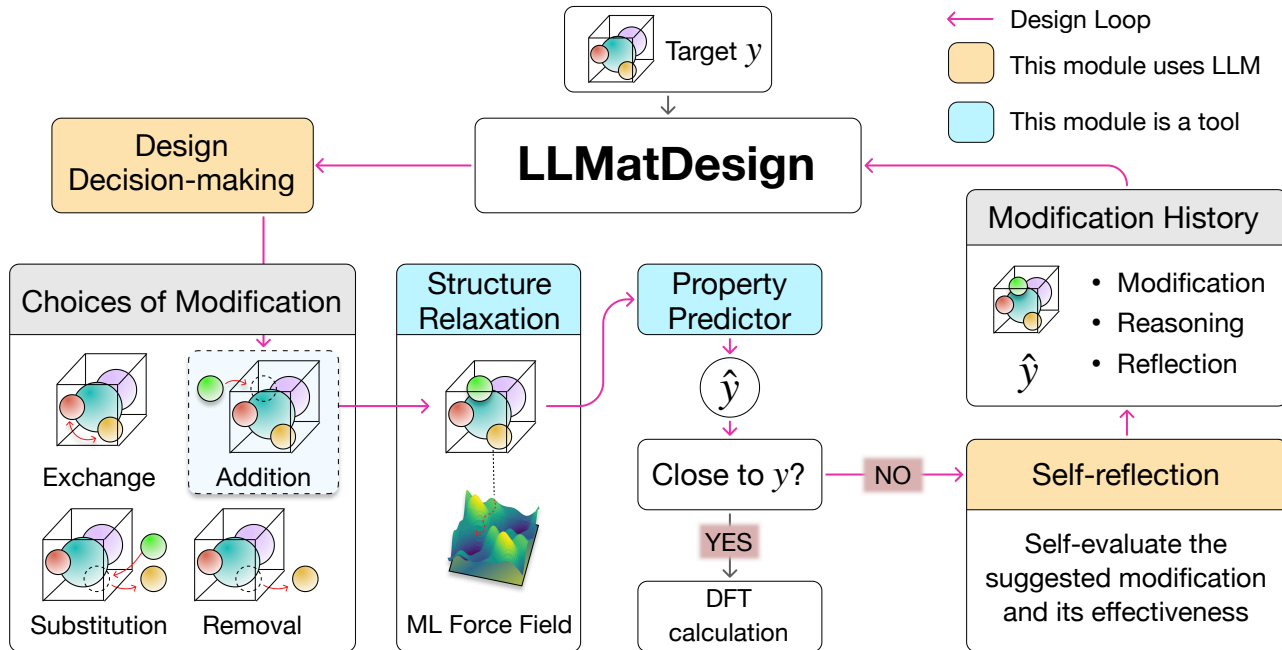 Target y
Design Loop
This module uses LLM
This module is a tool
Design
Decision-making
LLMatDesign
Modification History
• Modification
• Reasoning
• Reflection
ŷ
Choices of Modification
Exchange
Addition
Substitution
Removal
Structure
Relaxation
ML Force Field
Property
Predictor
ŷ
Close to y?
NO
YES
DFT
calculation
Self-reflection
Self-evaluate the
suggested modification
and its effectiveness